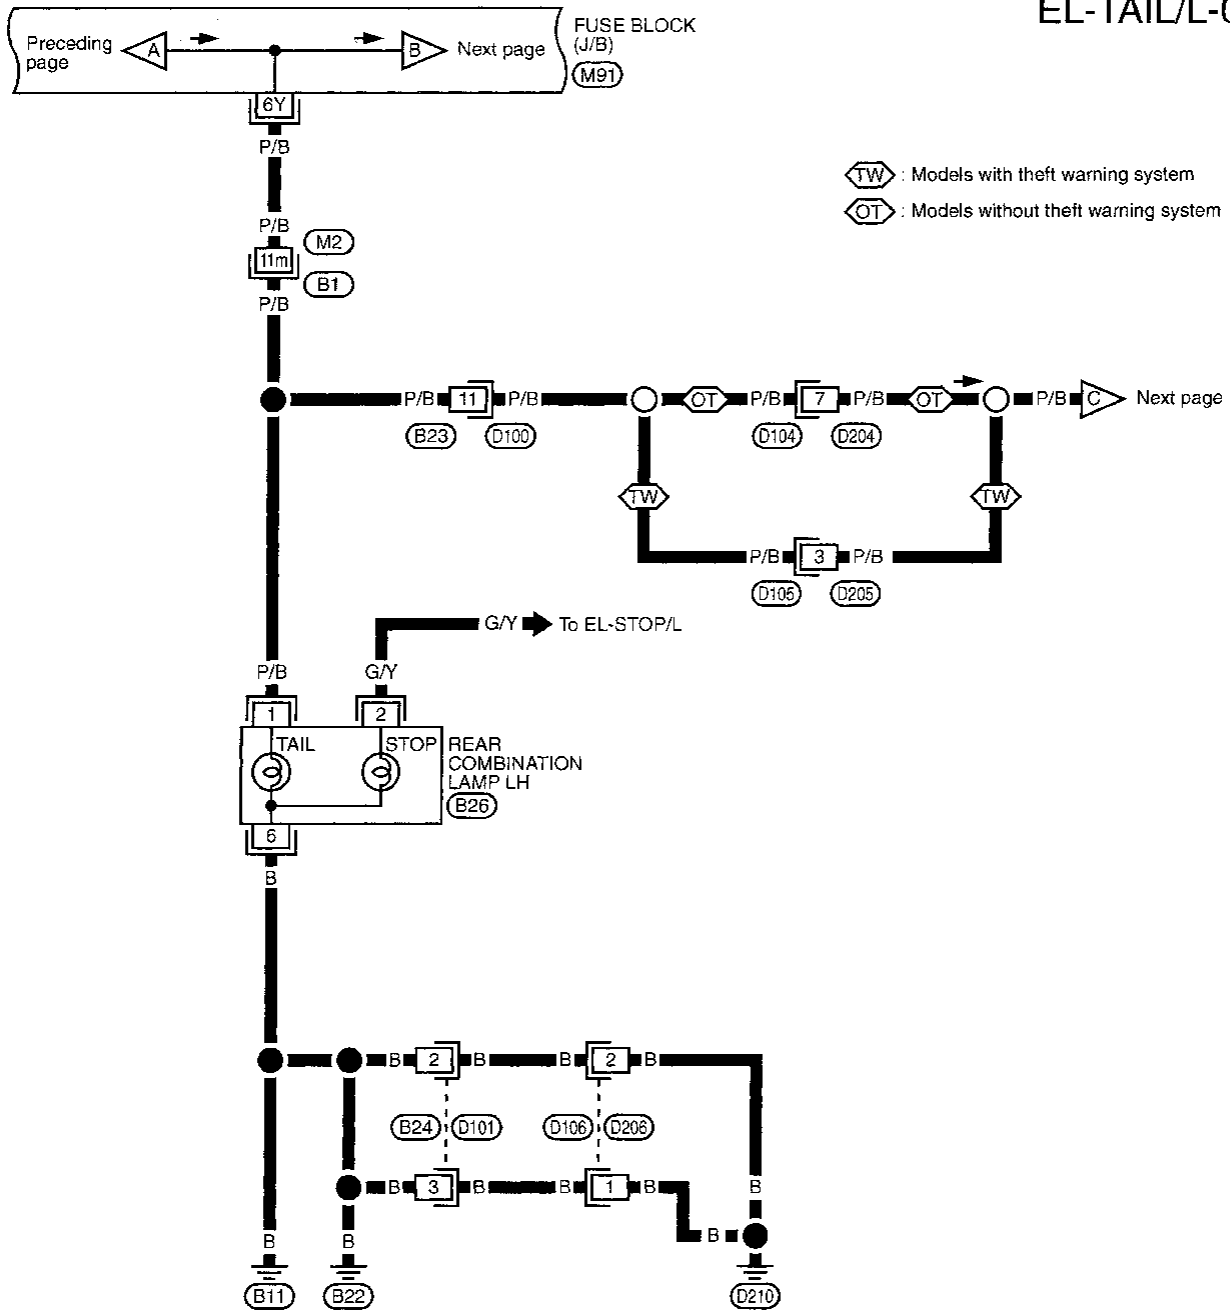 EL-TAIL/L-
Preceding page
A
B
Next page
FUSE BLOCK
(J/B)
M91
6Y
P/B
TW : Models with theft warning system
OT : Models without theft warning system
P/B
M2
11m
B1
P/B
P/B 11 P/B OT P/B 7 P/B OT P/B C Next page
B23 D100 D104 D204
TW TW
P/B 3 P/B
D105 D205
G/Y To EL-STOP/L
P/B G/Y
1 2
TAIL STOP
REAR
COMBINATION
LAMP LH
B26
6
B
B 2 B B 2 B
B24 D101 D106 D206
B 3 B B 1 B B
B B B
B11 B22 D210